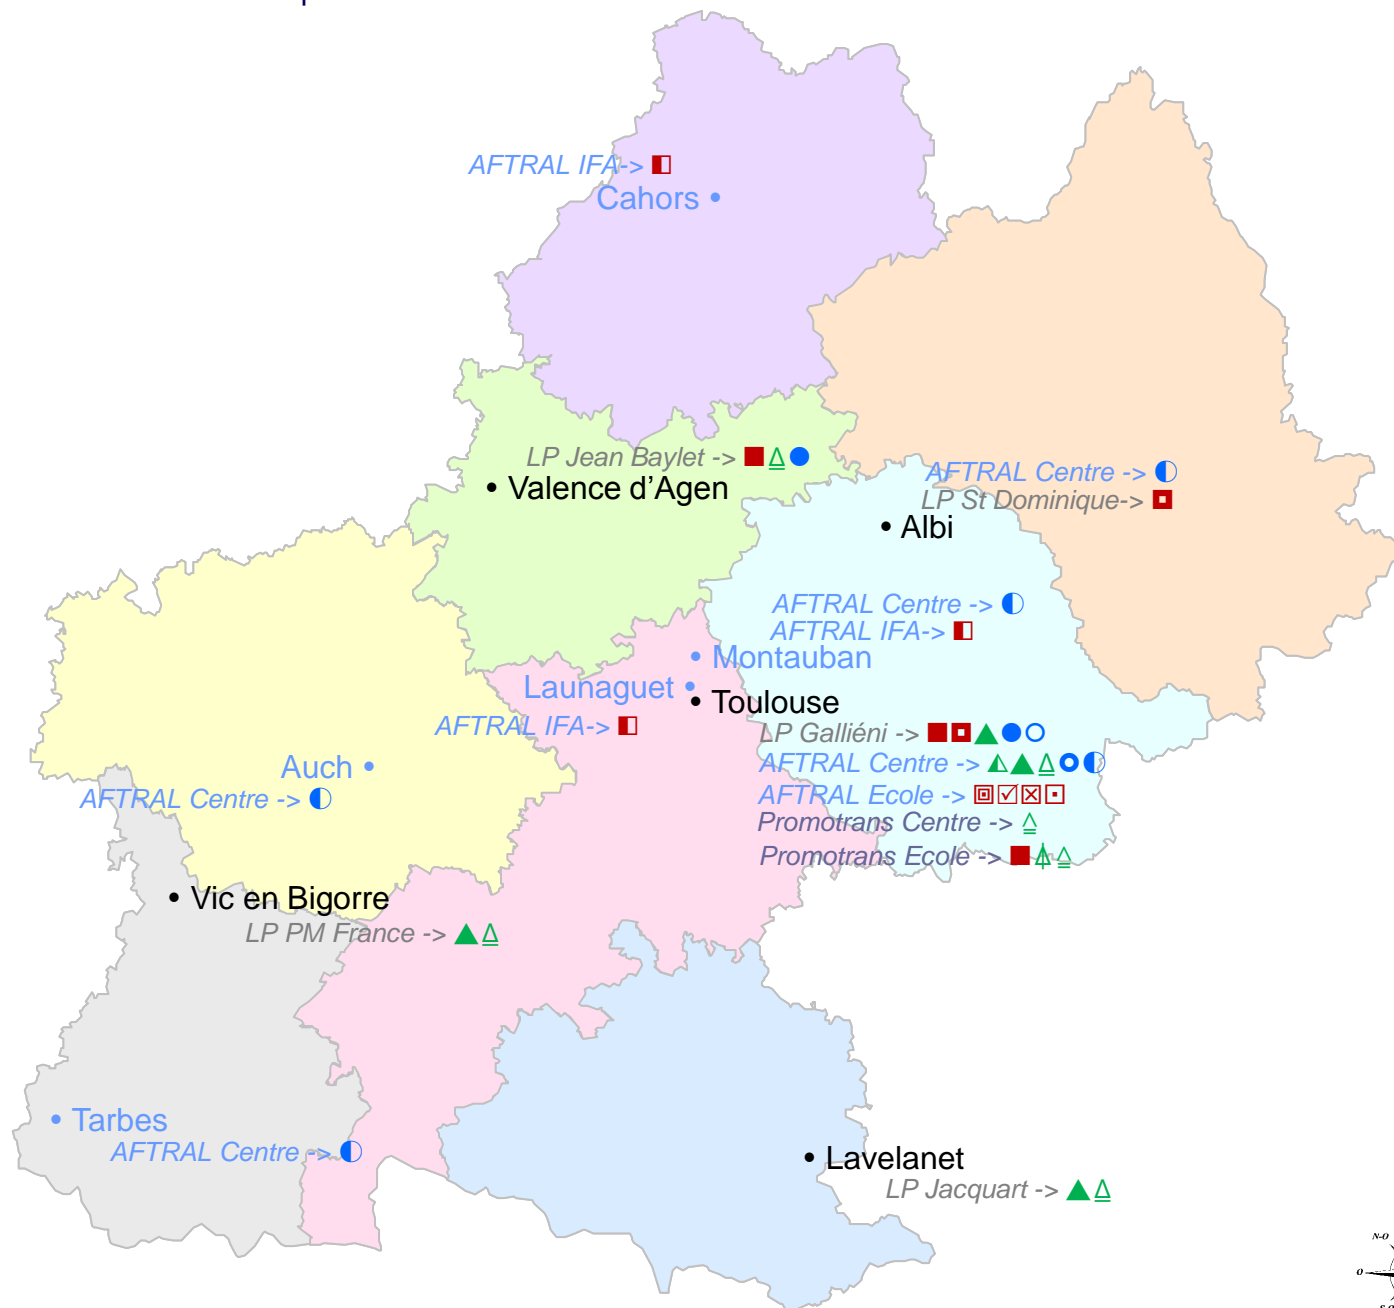 AFTRAL IFA->
Cahors •
LP Jean Baylet ->
• Valence d’Agen
AFTRAL Centre ->
LP St Dominique->
• Albi
AFTRAL Centre ->
AFTRAL IFA->
• Montauban
Launaguet •
• Toulouse
AFTRAL IFA->
LP Galliéni ->
AFTRAL Centre ->
AFTRAL Ecole ->
Promotrans Centre ->
Promotrans Ecole ->
Auch •
AFTRAL Centre ->
• Vic en Bigorre
LP PM France ->
• Tarbes
AFTRAL Centre ->
• Lavelanet
LP Jacquart ->
N-O
O
S-O